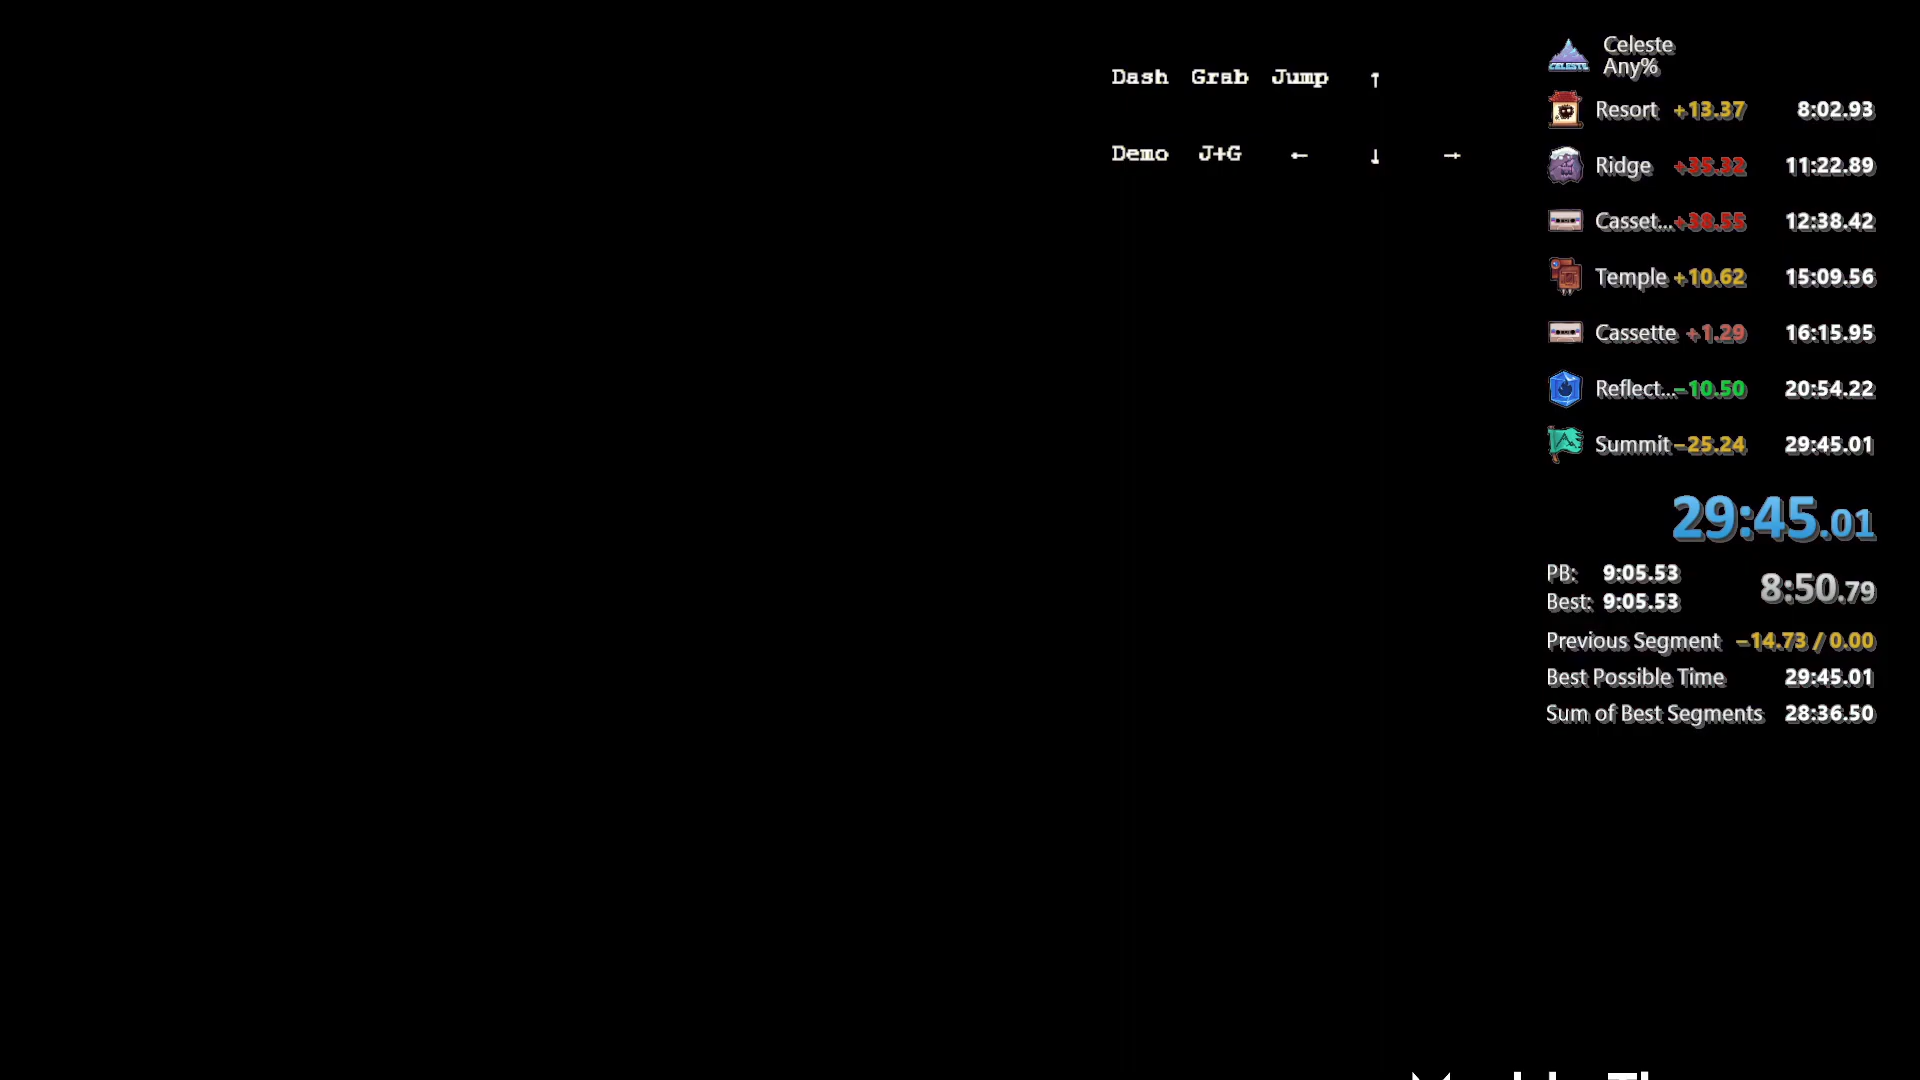 Dash Grab Jump ↑
Demo J+G ← ↓ →
Celeste
Any%
Resort +13.37 8:02.93
Ridge +35.32 11:22.89
Casset... +38.55 12:38.42
Temple +10.62 15:09.56
Cassette +1.29 16:15.95
Reflect... −10.50 20:54.22
Summit −25.24 29:45.01
29:45.01
PB: 9:05.53
Best: 9:05.53
8:50.79
Previous Segment −14.73 / 0.00
Best Possible Time 29:45.01
Sum of Best Segments 28:36.50